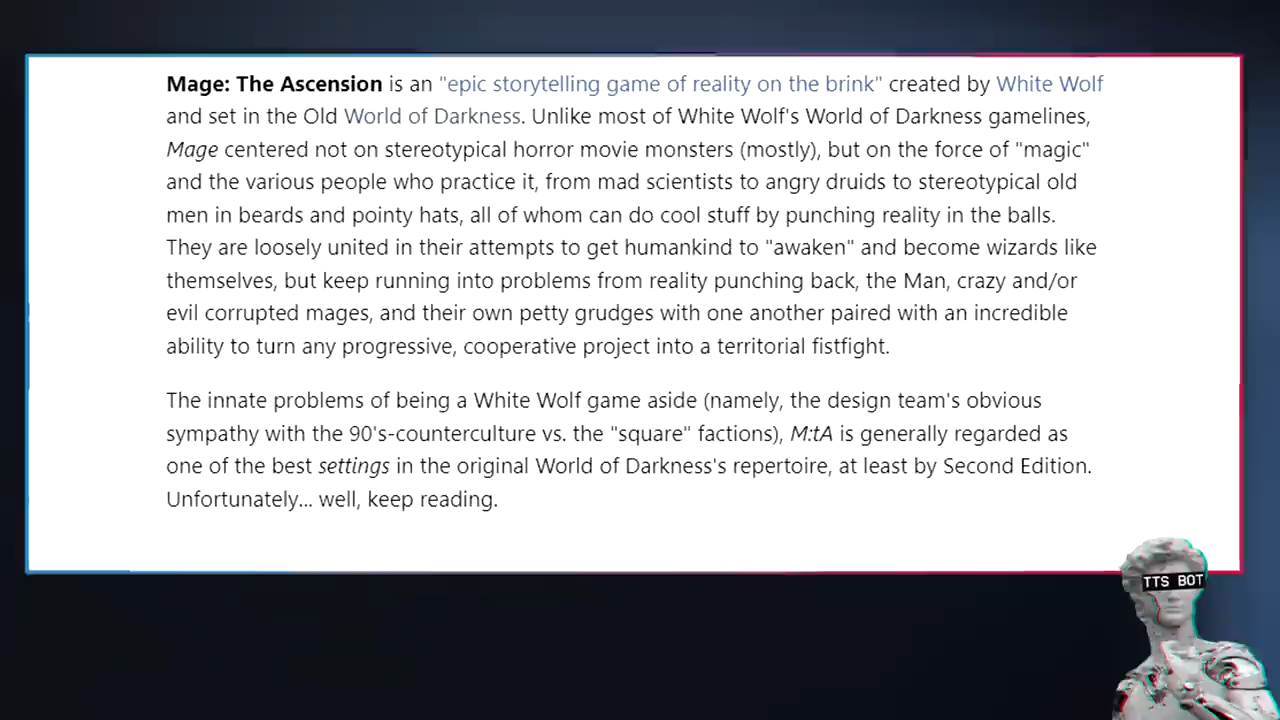 Mage: The Ascension is an "epic storytelling game of reality on the brink" created by White Wolf
and set in the Old World of Darkness. Unlike most of White Wolf's World of Darkness gamelines,
Mage centered not on stereotypical horror movie monsters (mostly), but on the force of "magic"
and the various people who practice it, from mad scientists to angry druids to stereotypical old
men in beards and pointy hats, all of whom can do cool stuff by punching reality in the balls.
They are loosely united in their attempts to get humankind to "awaken" and become wizards like
themselves, but keep running into problems from reality punching back, the Man, crazy and/or
evil corrupted mages, and their own petty grudges with one another paired with an incredible
ability to turn any progressive, cooperative project into a territorial fistfight.
The innate problems of being a White Wolf game aside (namely, the design team's obvious
sympathy with the 90's-counterculture vs. the "square" factions), M:tA is generally regarded as
one of the best settings in the original World of Darkness's repertoire, at least by Second Edition.
Unfortunately... well, keep reading.
TTS BOT